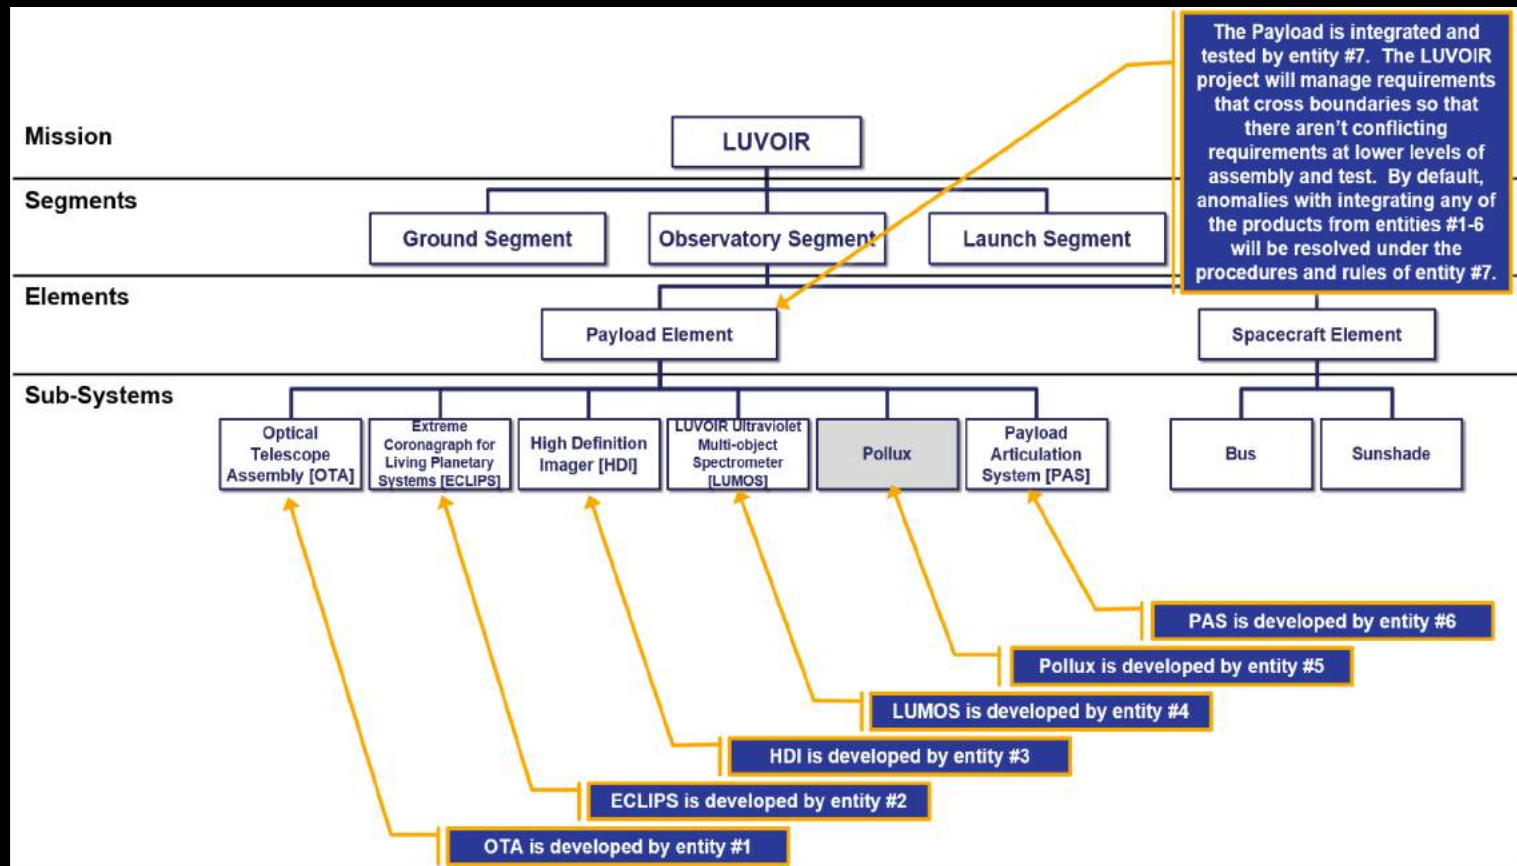 The Payload is integrated and
tested by entity #7. The LUVOIR
project will manage requirements
that cross boundaries so that
there aren't conflicting
requirements at lower levels of
assembly and test. By default,
anomalies with integrating any of
the products from entities #1-6
will be resolved under the
procedures and rules of entity #7.
Mission
LUVOIR
Segments
Ground Segment
Observatory Segment
Launch Segment
Elements
Payload Element
Spacecraft Element
Sub-Systems
Optical
Telescope
Assembly [OTA]
Extreme
Coronagraph for
Living Planetary
Systems [ECLIPS]
High Definition
Imager [HDI]
LUVOIR Ultraviolet
Multi-object
Spectrometer
[LUMOS]
Pollux
Payload
Articulation
System [PAS]
Bus
Sunshade
PAS is developed by entity #6
Pollux is developed by entity #5
LUMOS is developed by entity #4
HDI is developed by entity #3
ECLIPS is developed by entity #2
OTA is developed by entity #1